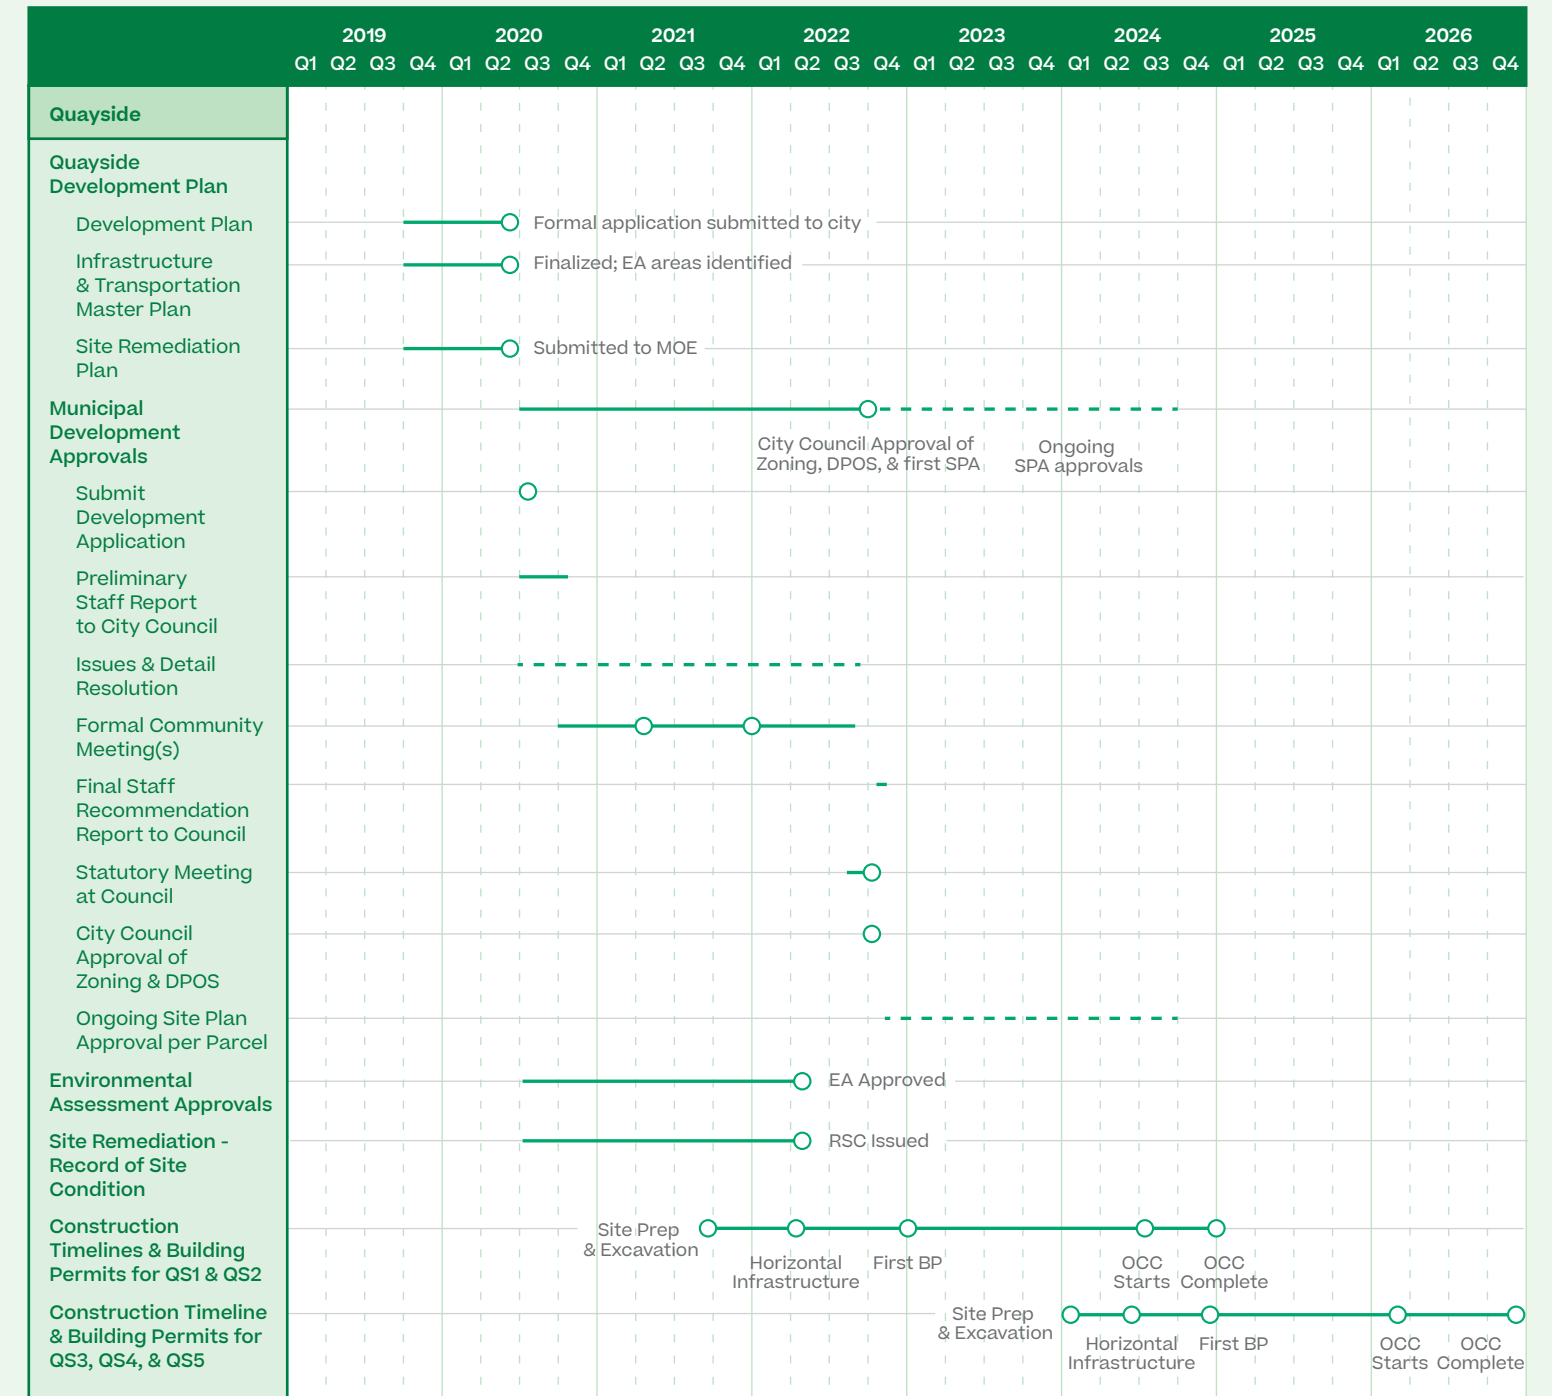 2019 2020 2021 2022 2023 2024 2025 2026
Q1 Q2 Q3 Q4 Q1 Q2 Q3 Q4 Q1 Q2 Q3 Q4 Q1 Q2 Q3 Q4 Q1 Q2 Q3 Q4 Q1 Q2 Q3 Q4 Q1 Q2 Q3 Q4 Q1 Q2 Q3 Q4
Quayside
Quayside
Development Plan
Development Plan
Formal application submitted to city
Infrastructure
& Transportation
Master Plan
Finalized; EA areas identified
Site Remediation
Plan
Submitted to MOE
Municipal
Development
Approvals
City Council Approval of
Zoning, DPOS, & first SPA
Ongoing
SPA approvals
Submit
Development
Application
Preliminary
Staff Report
to City Council
Issues & Detail
Resolution
Formal Community
Meeting(s)
Final Staff
Recommendation
Report to Council
Statutory Meeting
at Council
City Council
Approval of
Zoning & DPOS
Ongoing Site Plan
Approval per Parcel
Environmental
Assessment Approvals
EA Approved
Site Remediation -
Record of Site
Condition
RSC Issued
Construction
Timelines & Building
Permits for QS1 & QS2
Site Prep
& Excavation
Horizontal
Infrastructure
First BP
OCC
Starts
OCC
Complete
Construction Timeline
& Building Permits for
QS3, QS4, & QS5
Site Prep
& Excavation
Horizontal
Infrastructure
First BP
OCC
Starts
OCC
Complete